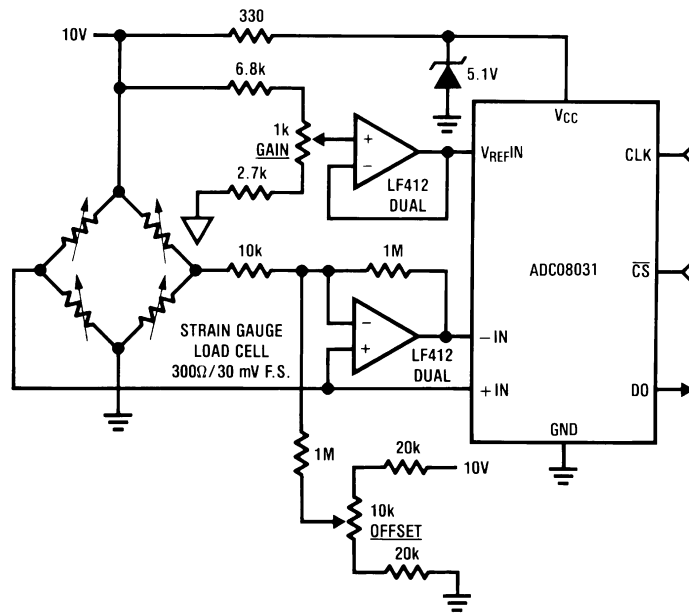 330
10V
5.1V
6.8k
1k
GAIN
2.7k
+
−
LF412
DUAL
VCC
VREFIN
CLK
10k
1M
ADC08031
CS
−
+
STRAIN GAUGE
LOAD CELL
300Ω/30 mV F.S.
LF412
DUAL
−IN
+IN
DO
GND
1M
20k
10V
10k
OFFSET
20k